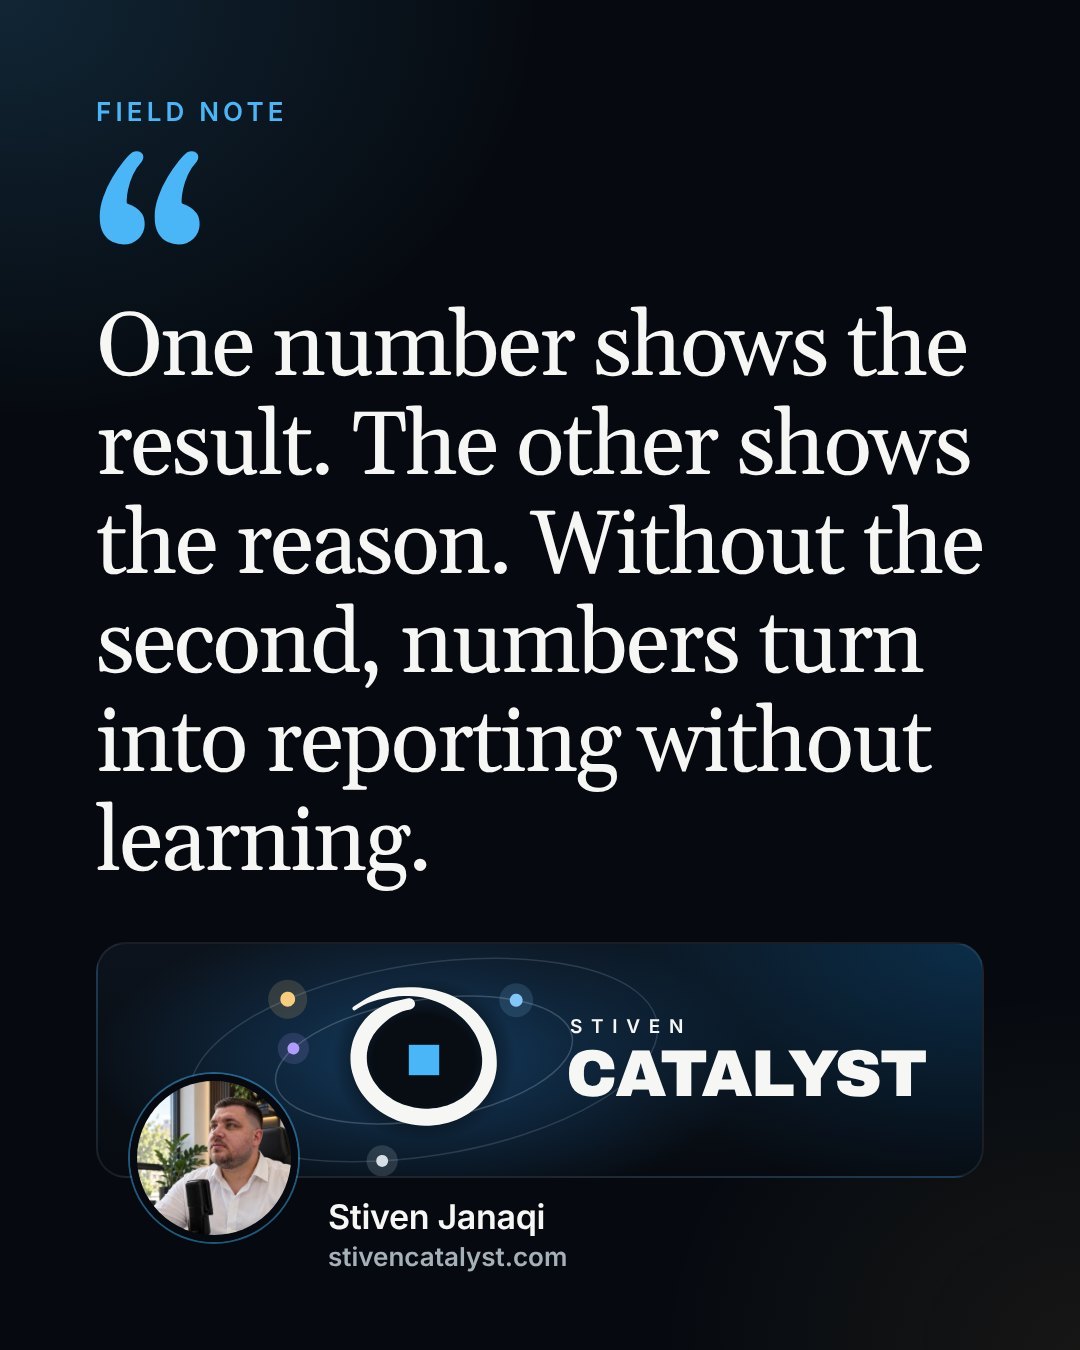 FIELD NOTE
“
One number shows the
result. The other shows
the reason. Without the
second, numbers turn
into reporting without
learning.
STIVEN
CATALYST
Stiven Janaqi
stivencatalyst.com